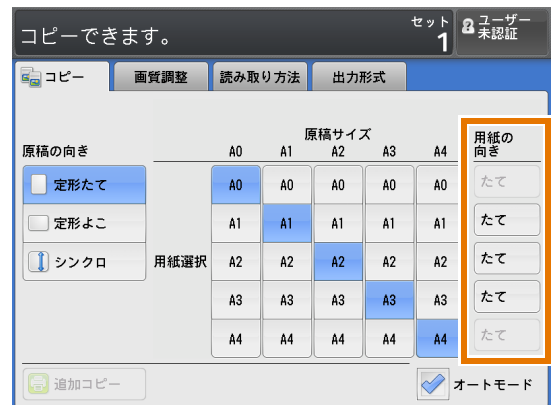 コピーできます。
セット
1
ユーザー
未認証
コピー
画質調整
読み取り方法
出力形式
原稿サイズ
用紙の
向き
原稿の向き
A0 A1 A2 A3 A4
定形たて
A0 A0 A0 A0 A0
たて
定形よこ
A1 A1 A1 A1 A1
たて
シンクロ
用紙選択
A2 A2 A2 A2 A2
たて
A3 A3 A3 A3 A3
たて
A4 A4 A4 A4 A4
たて
追加コピー
オートモード